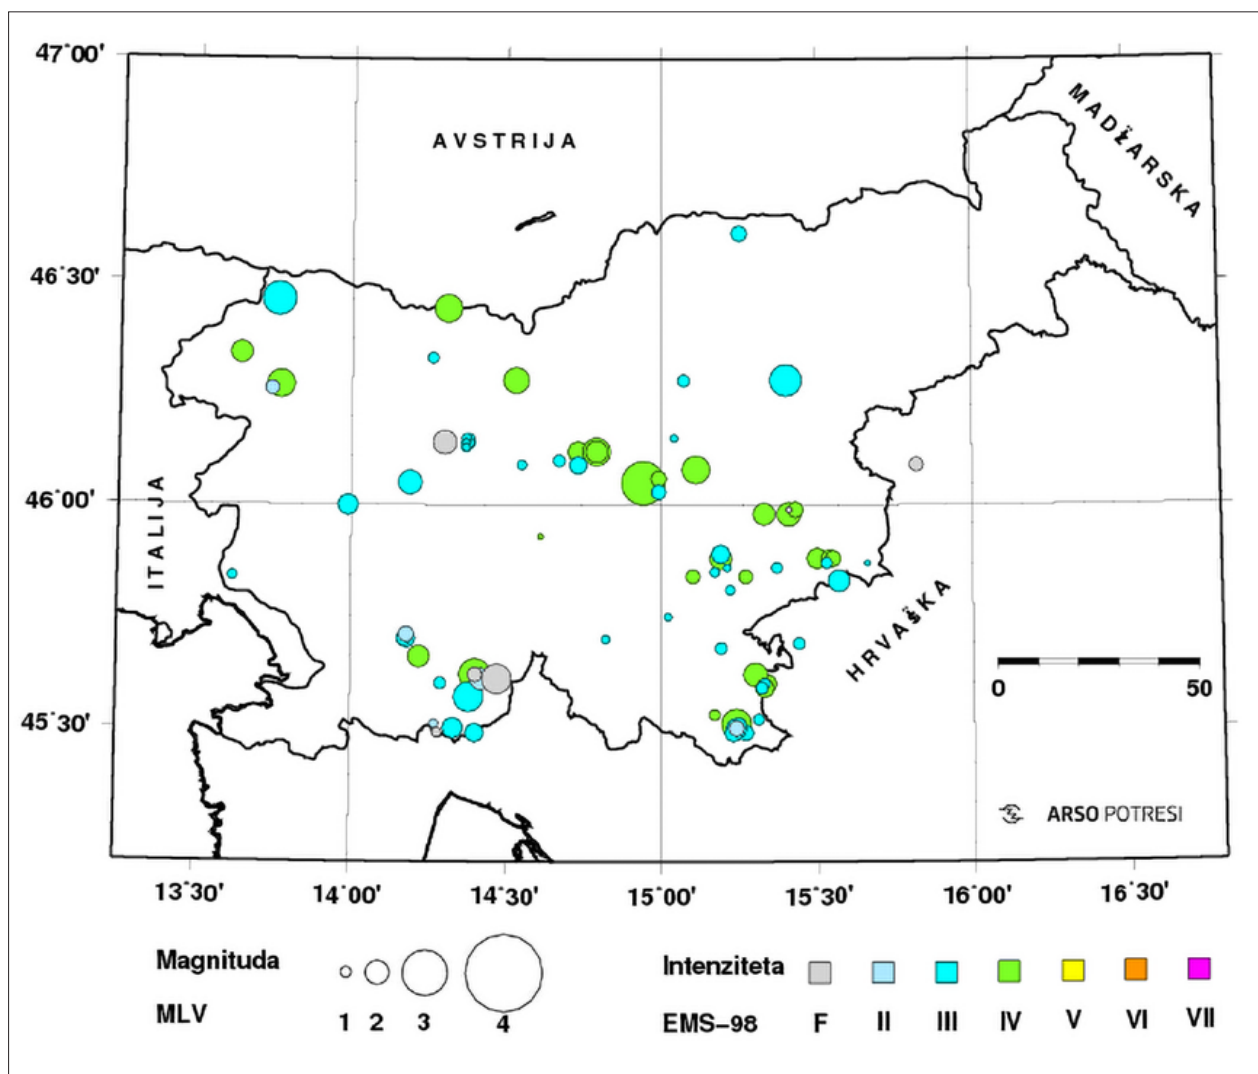 47°00'
AVSTRIJA
MADŽARSKA
46°30'
46°00'
ITALIJA
HRVAŠKA
0 50
45°30'
ARSO POTRESI
13°30' 14°00' 14°30' 15°00' 15°30' 16°00' 16°30'
Magnituda
MLV 1 2 3 4
Intenziteta
EMS-98 F II III IV V VI VII